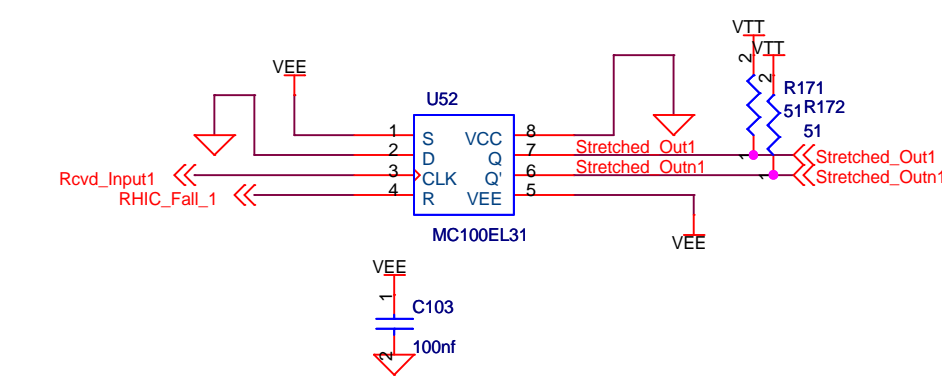 VTT
VTT
2
2
VEE
R171
51
R172
51
U52
1
S
VCC
8
2
D
Q
7
Stretched_Out1
1
Stretched_Out1
Rcvd_Input1
3
CLK
Q'
6
Stretched_Outn1
1
Stretched_Outn1
RHIC_Fall_1
4
R
VEE
5
MC100EL31
VEE
VEE
1
C103
100nf
2